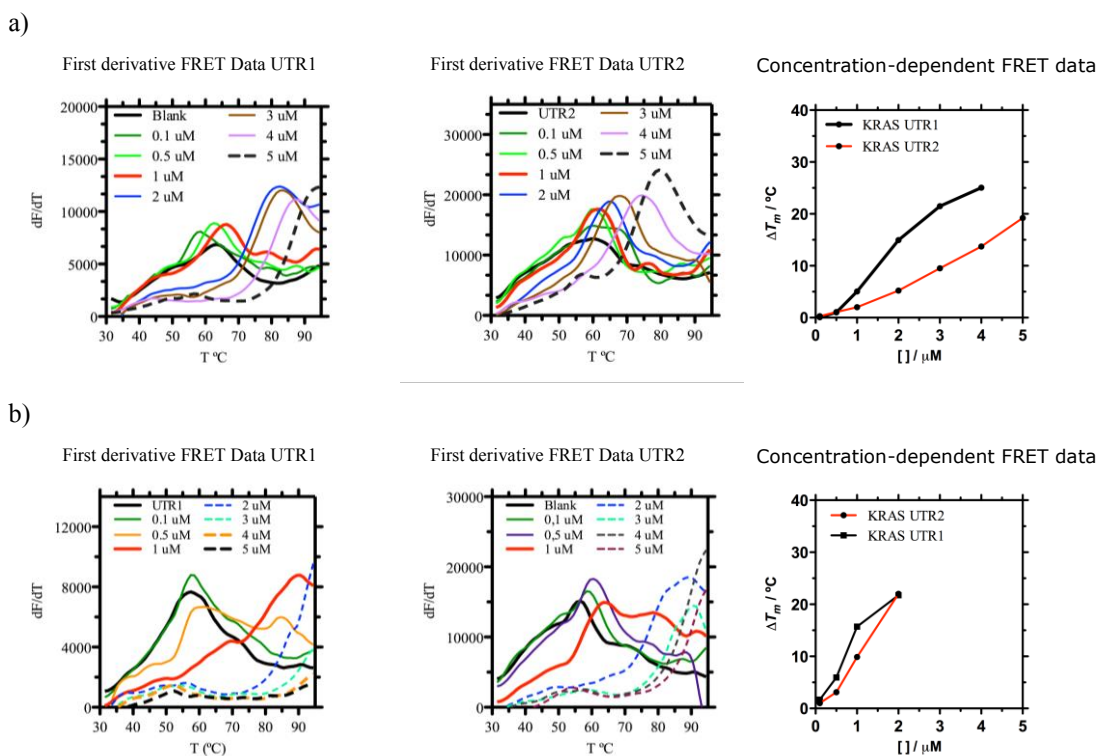 a)
First derivative FRET Data UTR1
First derivative FRET Data UTR2
Concentration-dependent FRET data
20000
15000
10000
5000
0
dF/dT
Blank
0.1 uM
0.5 uM
1 uM
2 uM
3 uM
4 uM
5 uM
30 40 50 60 70 80 90
T ºC
30000
20000
10000
0
dF/dT
UTR2
0.1 uM
0.5 uM
1 uM
2 uM
3 uM
4 uM
5 uM
30 40 50 60 70 80 90
T ºC
40
30
20
10
0
ΔTm / ºC
KRAS UTR1
KRAS UTR2
0 1 2 3 4 5
[ ] / μM
b)
First derivative FRET Data UTR1
First derivative FRET Data UTR2
Concentration-dependent FRET data
12000
8000
4000
0
dF/dT
UTR1
0.1 uM
0.5 uM
1 uM
2 uM
3 uM
4 uM
5 uM
30 40 50 60 70 80 90
T (ºC)
30000
20000
10000
0
dF/dT
Blank
0,1 uM
0,5 uM
1 uM
2 uM
3 uM
4 uM
5 uM
30 40 50 60 70 80 90
T ºC
40
30
20
10
0
ΔTm / ºC
KRAS UTR2
KRAS UTR1
0 1 2 3 4 5
[ ] / μM